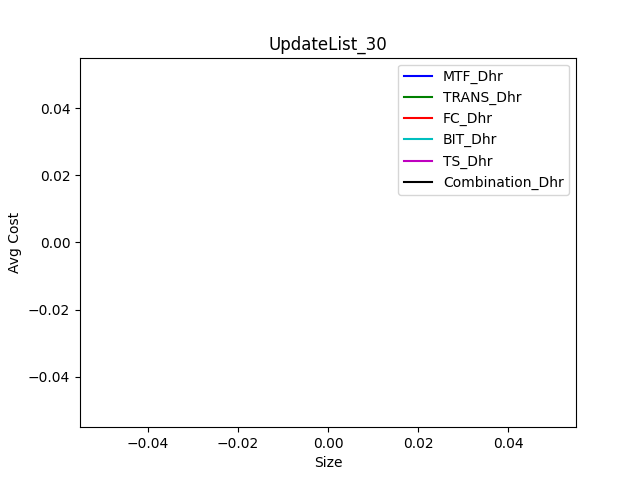 UpdateList_30
MTF_Dhr
TRANS_Dhr
FC_Dhr
BIT_Dhr
TS_Dhr
Combination_Dhr
Avg Cost
0.04
0.02
0.00
−0.02
−0.04
−0.04
−0.02
0.00
0.02
0.04
Size